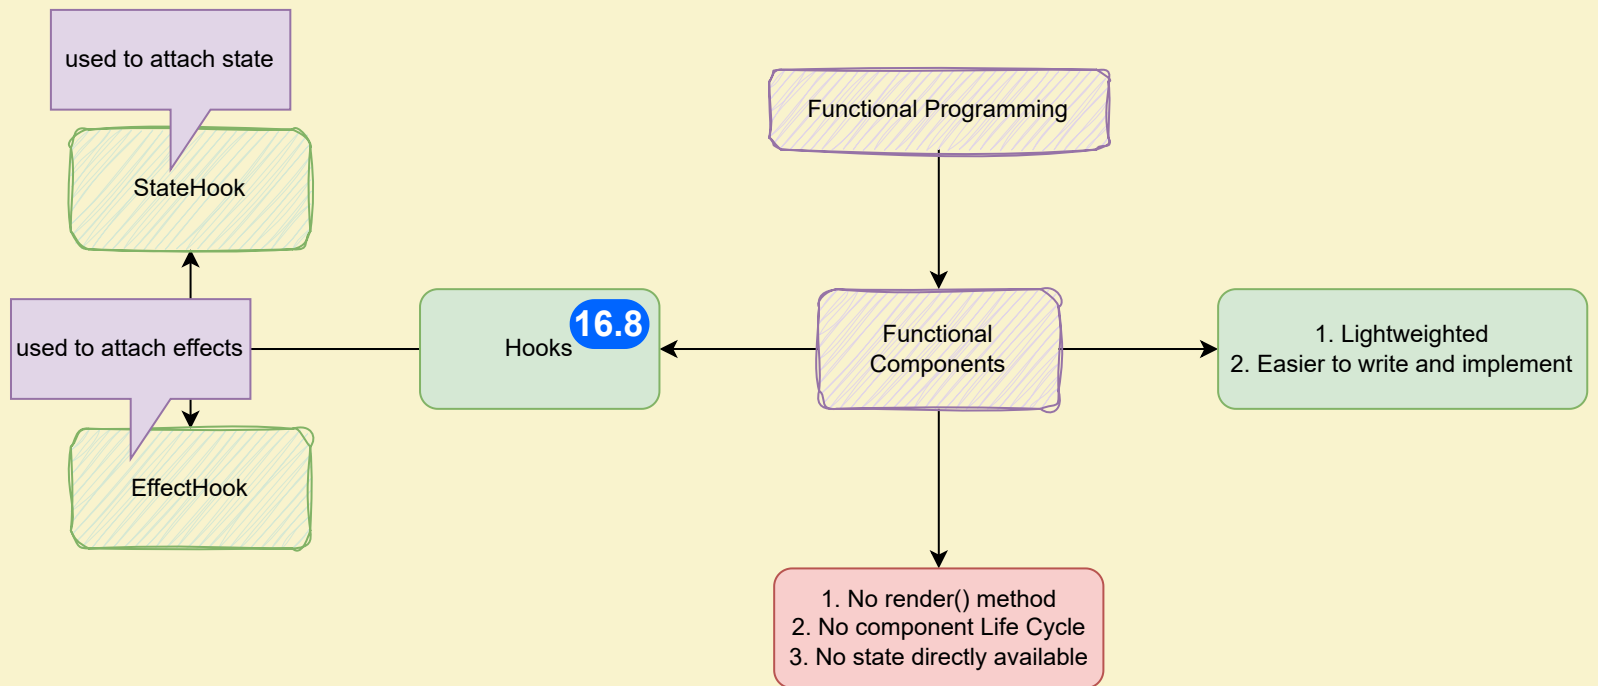 used to attach state
StateHook
Functional Programming
used to attach effects
Hooks
16.8
Functional
Components
1. Lightweighted
2. Easier to write and implement
EffectHook
1. No render() method
2. No component Life Cycle
3. No state directly available